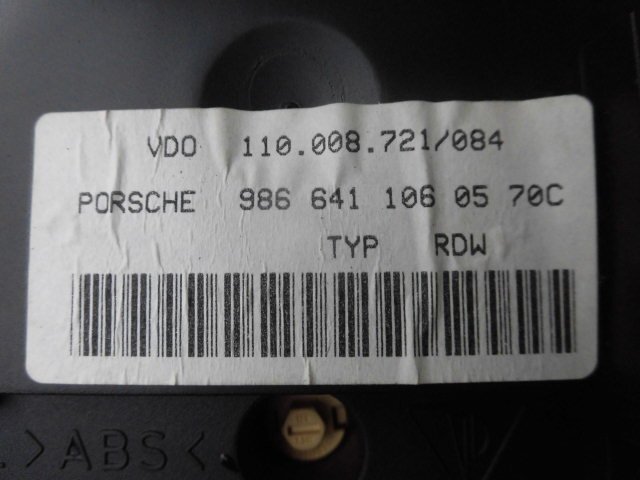 VDO 110.008.721/084
PORSCHE 986 641 106 05 70C
TYP RDW
>ABS<